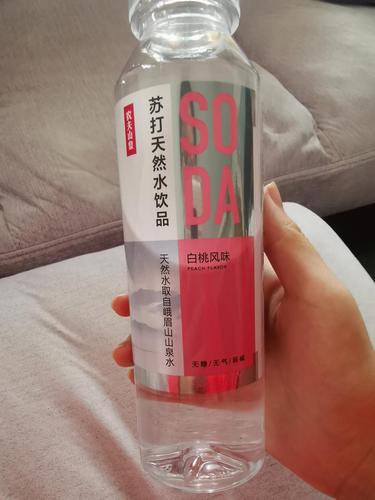 农夫山泉
苏打天然水饮品
天然水取自峨眉山山泉水
SO
DA
白桃风味
PEACH FLAVOR
无糖/无气/弱碱